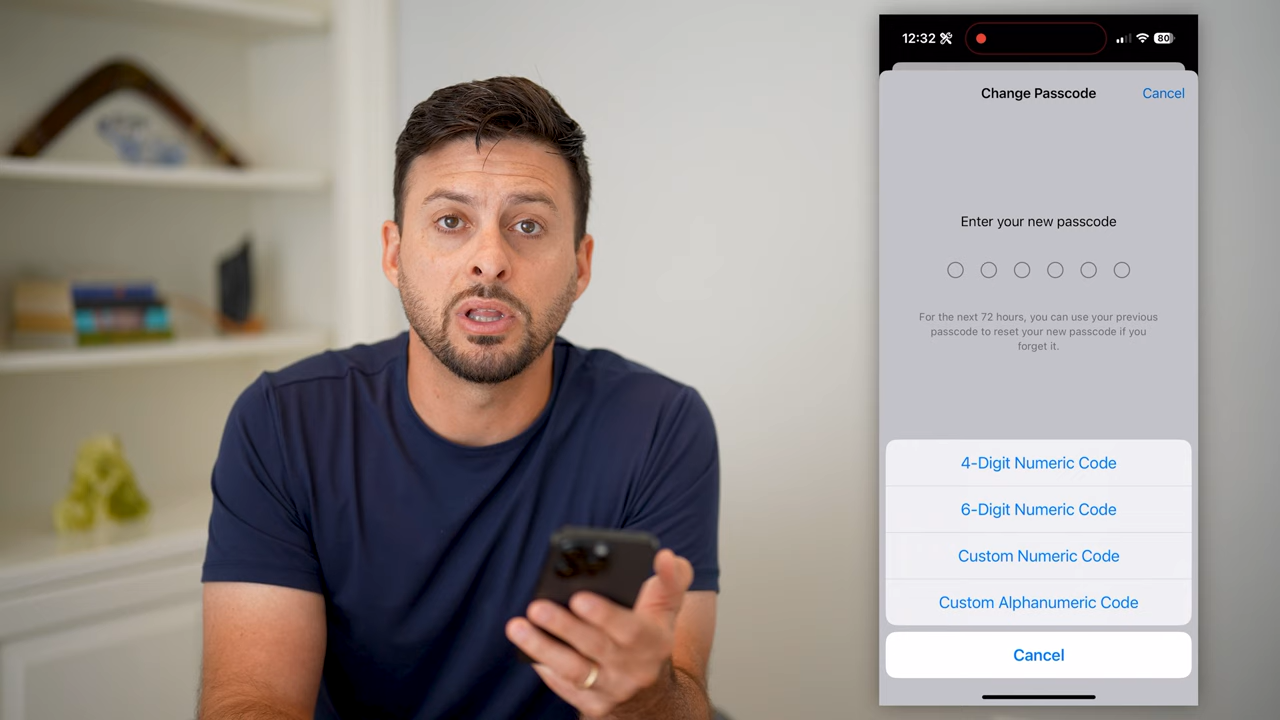 12:32
80
Change Passcode
Cancel
Enter your new passcode
For the next 72 hours, you can use your previous
passcode to reset your new passcode if you
forget it.
4-Digit Numeric Code
6-Digit Numeric Code
Custom Numeric Code
Custom Alphanumeric Code
Cancel